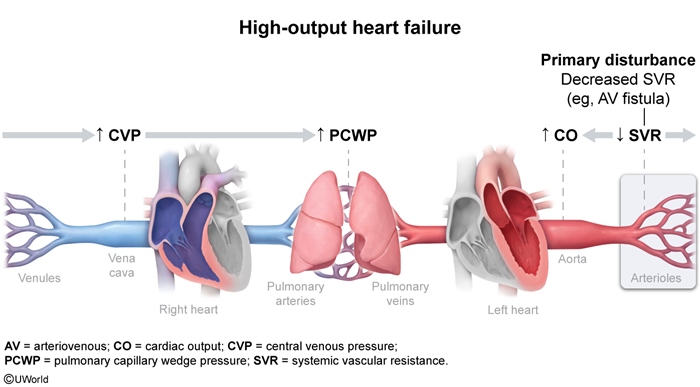 High-output heart failure
Primary disturbance
Decreased SVR
(eg, AV fistula)
↑ CVP
↑ PCWP
↑ CO
↓ SVR
Venules
Vena
cava
Right heart
Pulmonary
arteries
Pulmonary
veins
Left heart
Aorta
Arterioles
AV = arteriovenous; CO = cardiac output; CVP = central venous pressure;
PCWP = pulmonary capillary wedge pressure; SVR = systemic vascular resistance.
©UWorld